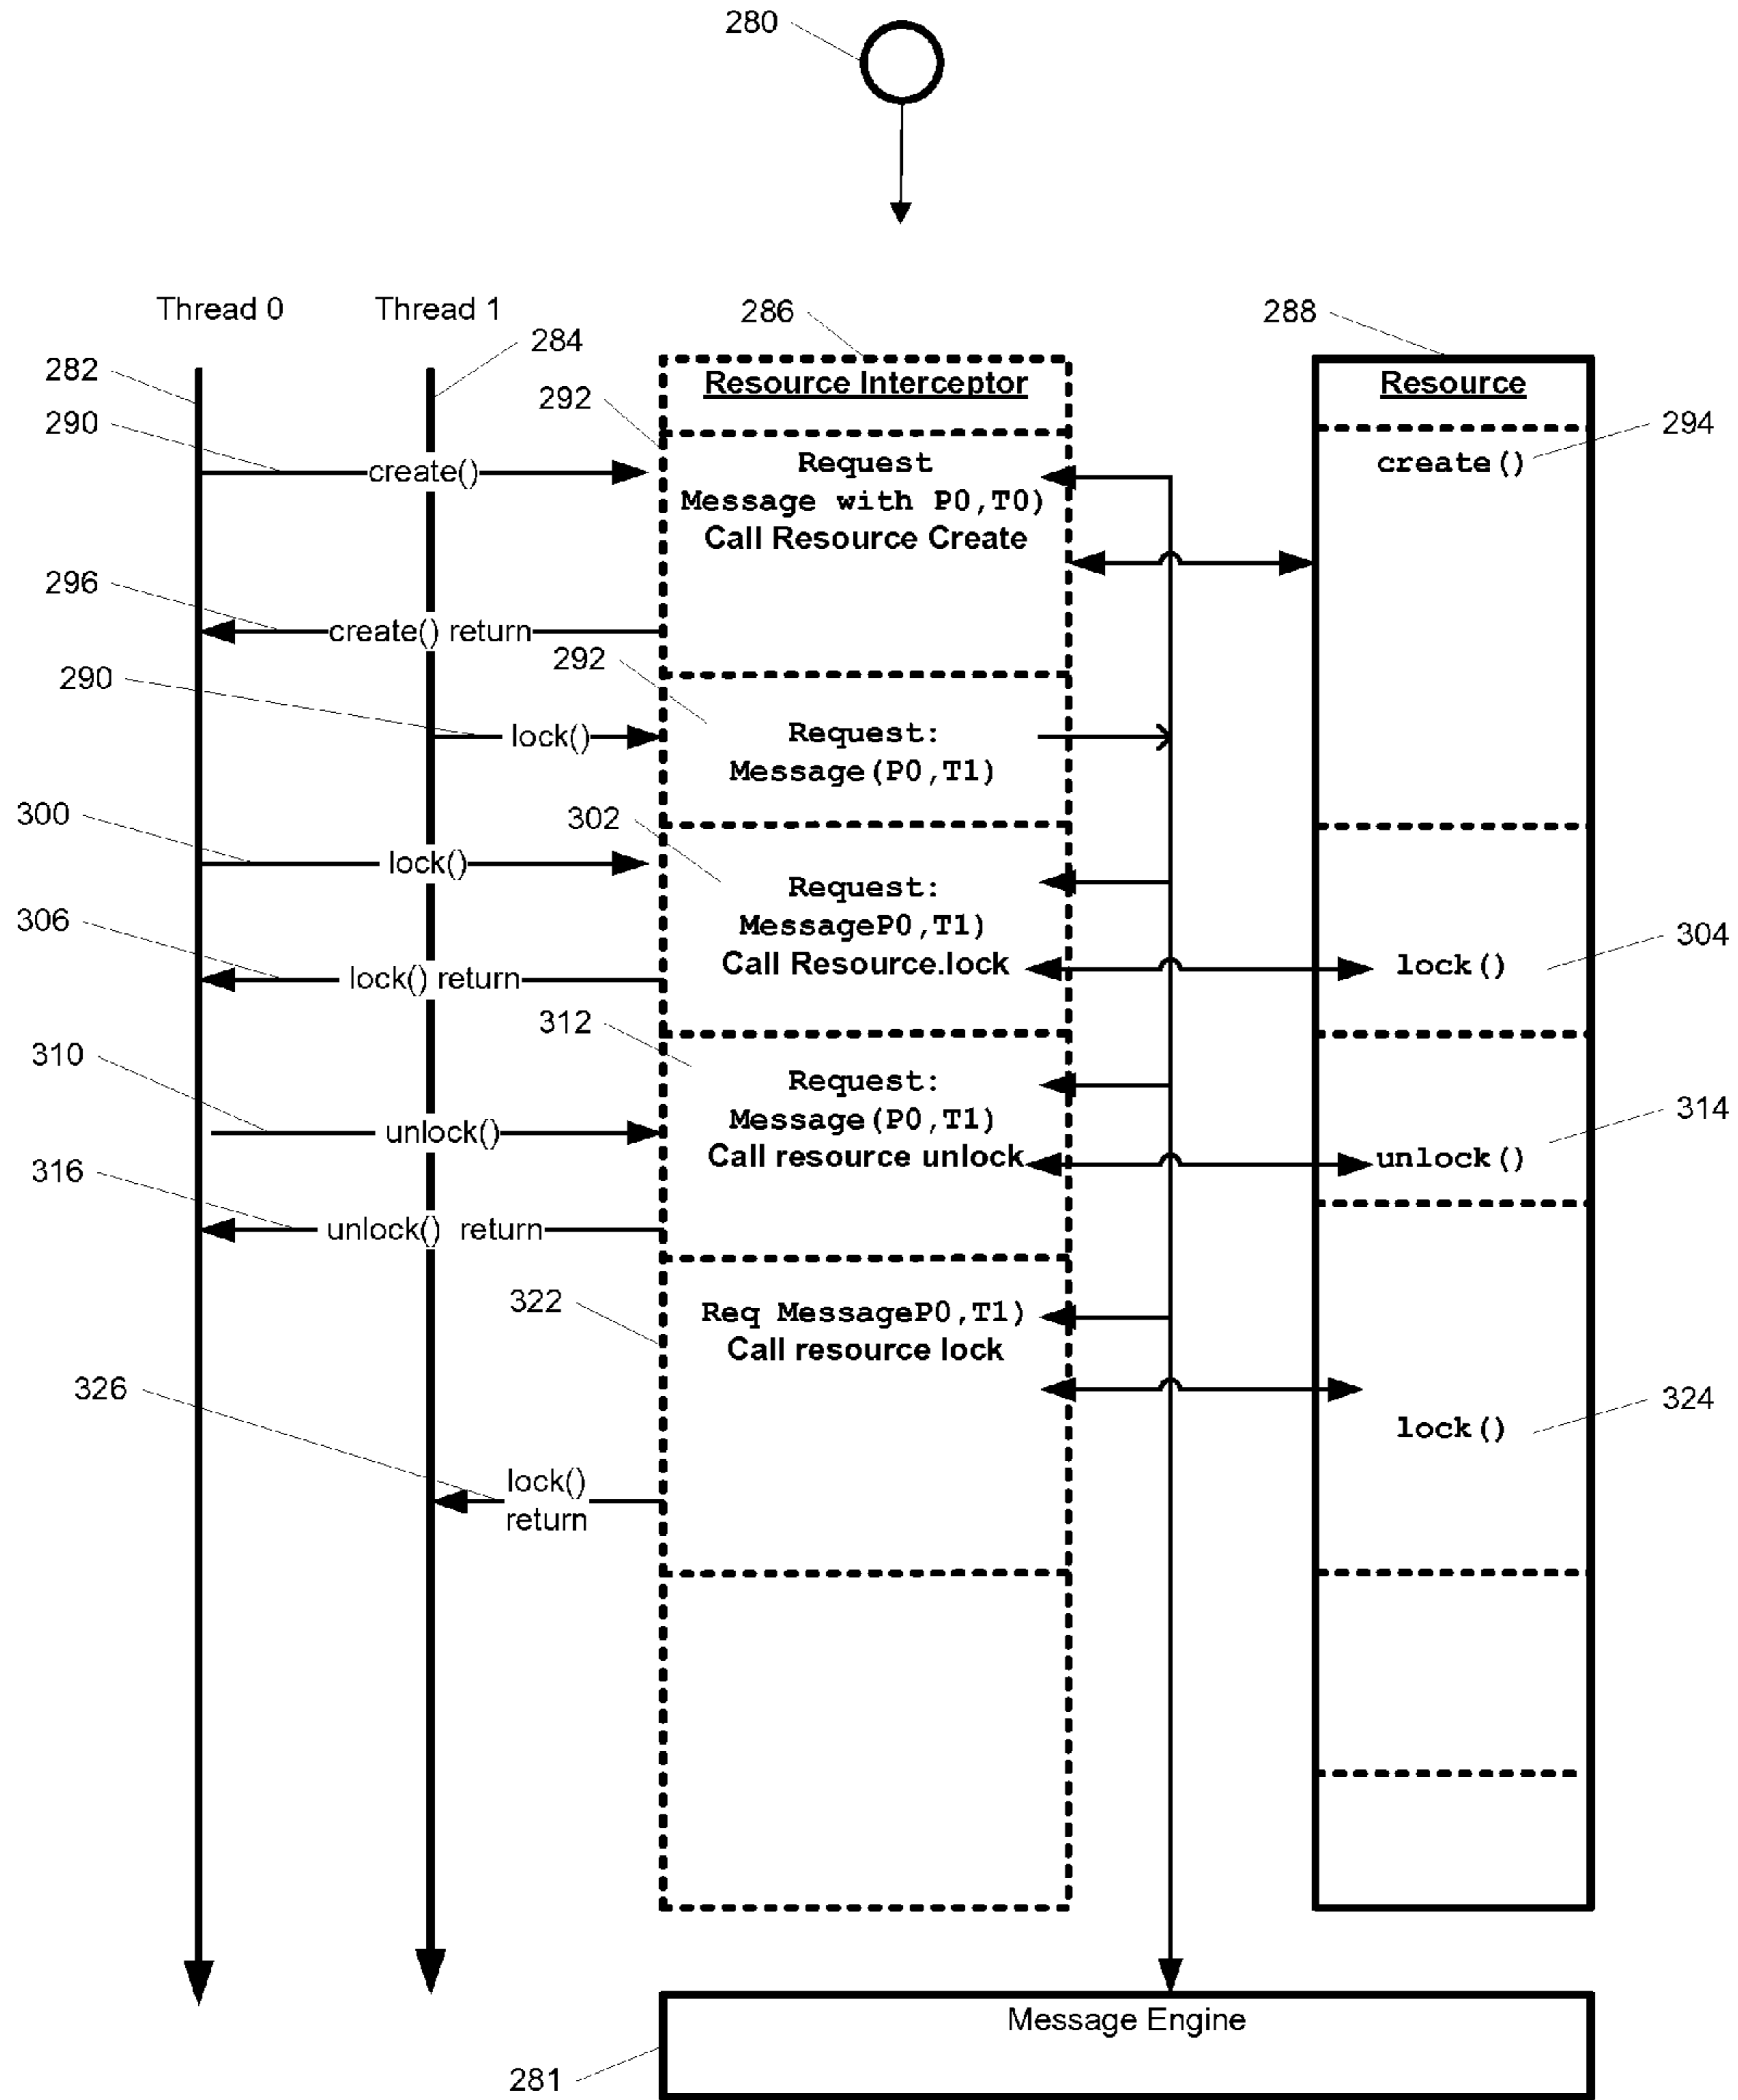 280
Thread 0
Thread 1
286
288
284
282
Resource Interceptor
Resource
292
290
294
create()
Request
Message with P0,T0)
Call Resource Create
create()
296
create() return
292
290
lock()
Request:
Message(P0,T1)
300
302
lock()
Request:
MessageP0,T1)
Call Resource.lock
306
304
lock() return
lock()
312
310
Request:
Message(P0,T1)
Call resource unlock
314
unlock()
unlock()
316
unlock() return
322
Req MessageP0,T1)
Call resource lock
326
324
lock()
lock()
return
Message Engine
281